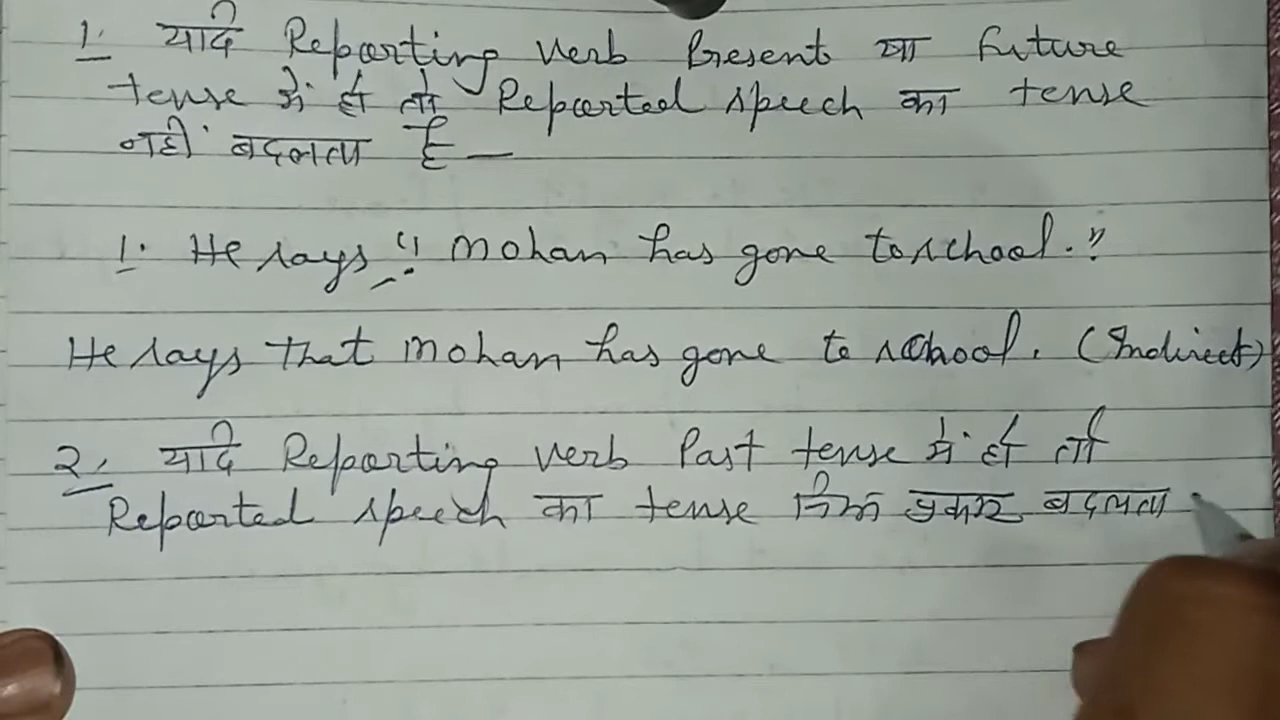 1. यदि Reporting verb Present या future
tense में हो तो Reported speech का tense
नहीं बदलता है —
1. He says, "Mohan has gone to school."
He says that Mohan has gone to school. (Indirect)
2. यदि Reporting verb Past tense में हो तो
Reported speech का tense निम्न प्रकार बदलता